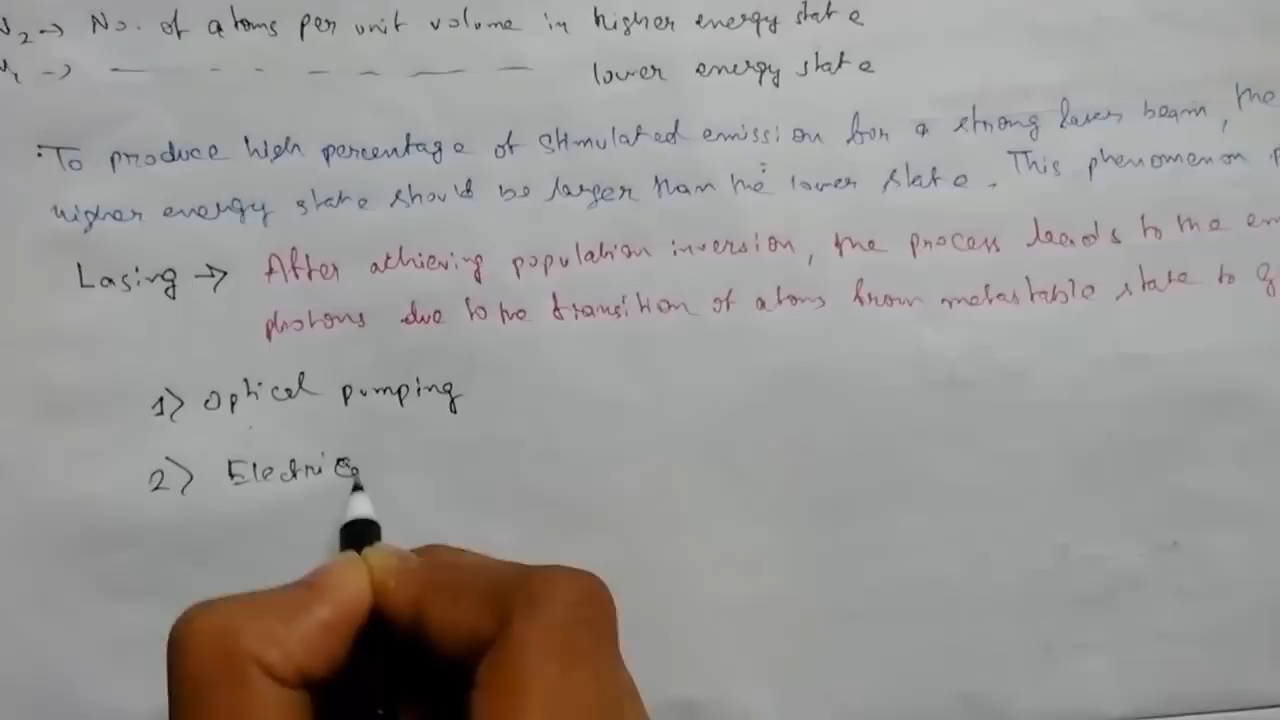 N2 → No. of atoms per unit volume in higher energy state
→ — - - — — — — lower energy state
To produce high percentage of stimulated emission for a strong laser beam, the
higher energy state should be larger than the lower state. This phenomenon
Lasing → After achieving population inversion, the process leads to the
photons due to the transition of atoms from metastable state to
1) Optical pumping
2) Electric